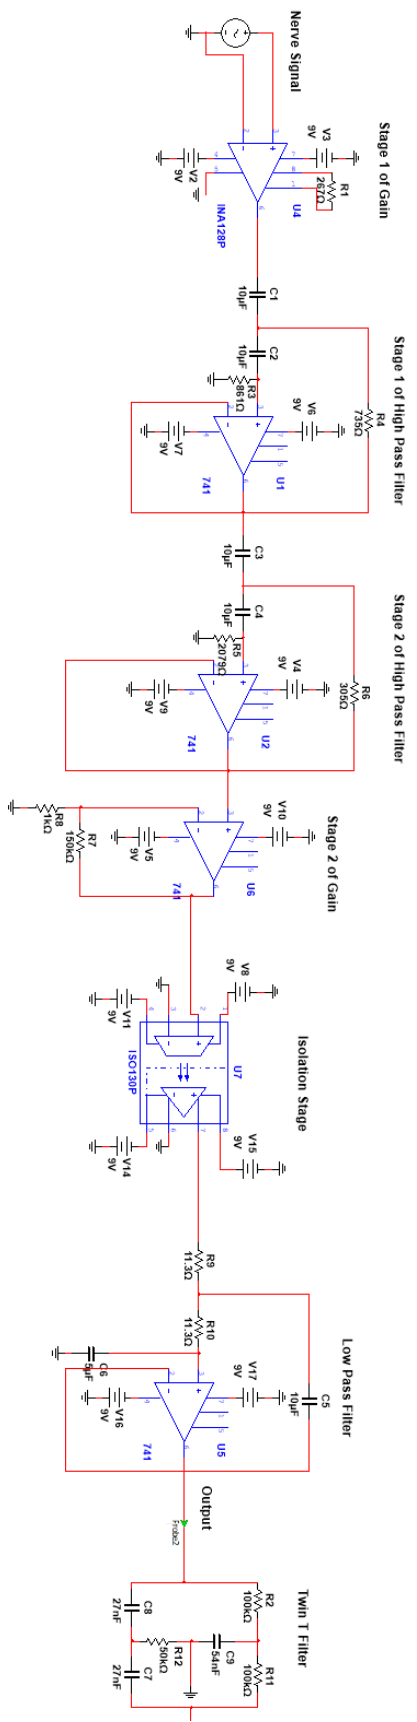 Nerve Signal
Stage 1 of Gain
V3
9V
R1
267Ω
U4
INA128P
V2
9V
C1
10µF
Stage 1 of High Pass Filter
C2
10µF
R3
861Ω
R4
735Ω
V6
9V
U1
741
V7
9V
C3
10µF
Stage 2 of High Pass Filter
C4
10µF
R5
2079Ω
R6
305Ω
V4
9V
U2
741
V9
9V
Stage 2 of Gain
V10
9V
U6
741
V5
9V
R8
1kΩ
R7
150kΩ
Isolation Stage
V8
9V
V11
9V
U7
ISO130P
V15
9V
V14
9V
Low Pass Filter
R9
11.3Ω
R10
11.3Ω
C5
10µF
C6
5µF
V17
9V
U5
741
V16
9V
Output
Probe2
Twin T Filter
R2
100kΩ
R11
100kΩ
C9
54nF
R12
50kΩ
C8
27nF
C7
27nF